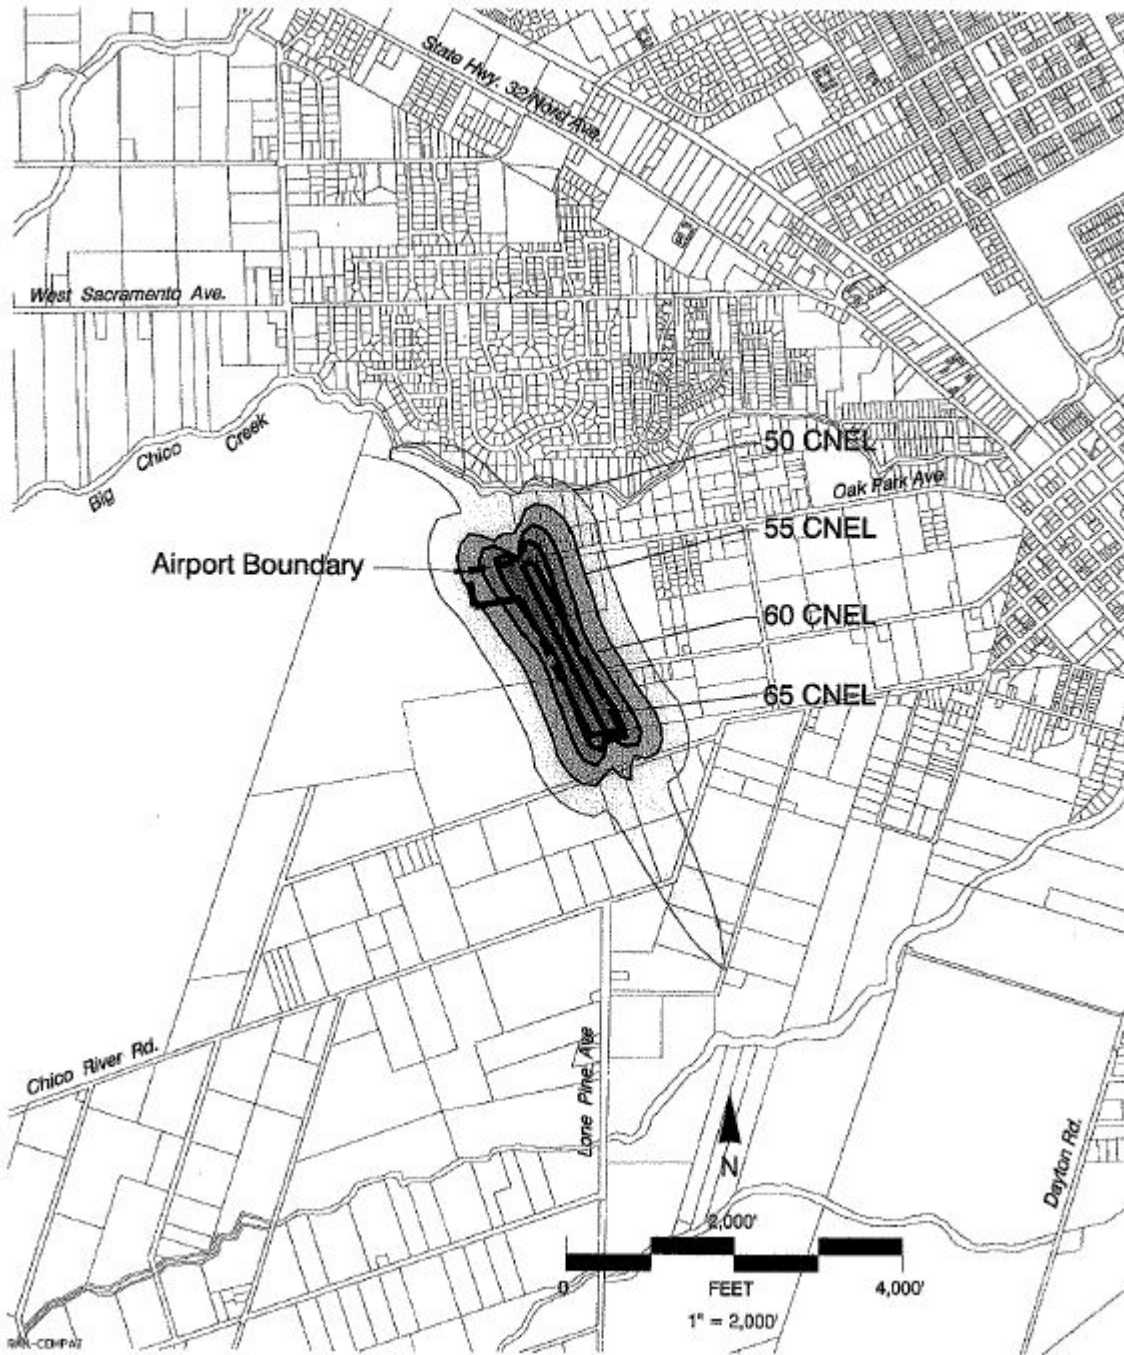 State Hwy. 32/Nord Ave.
West Sacramento Ave.
Big Chico Creek
50 CNEL
Oak Park Ave
55 CNEL
Airport Boundary
60 CNEL
65 CNEL
Chico River Rd.
Lone Pine Ave
N
Dayton Rd.
2,000'
0
FEET
4,000'
1" = 2,000'